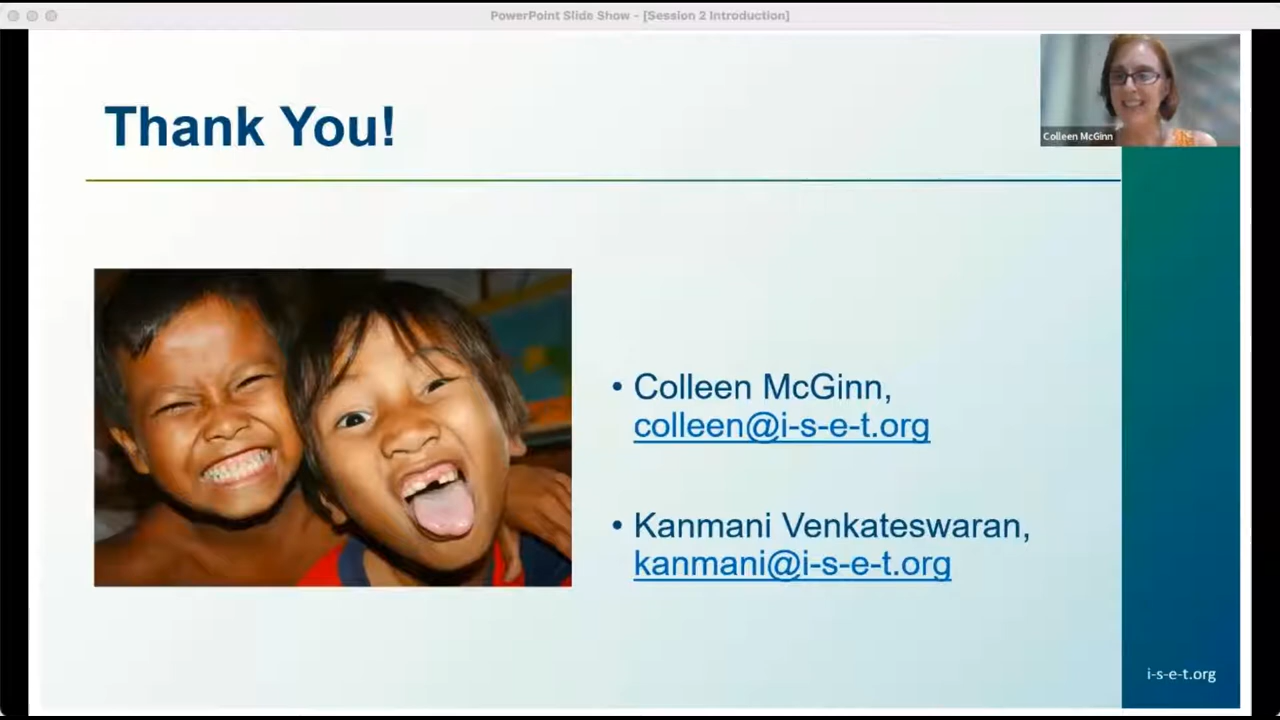 PowerPoint Slide Show - [Session 2 Introduction]
Thank You!
Colleen McGinn
• Colleen McGinn,
colleen@i-s-e-t.org
• Kanmani Venkateswaran,
kanmani@i-s-e-t.org
i-s-e-t.org